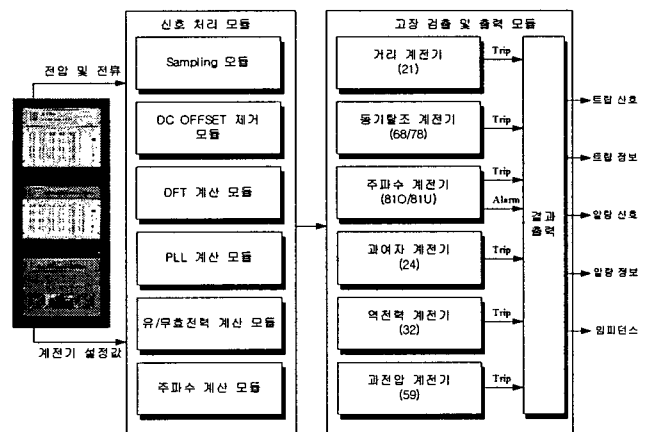 신호 처리 모듈
고장 검출 및 출력 모듈
전압 및 전류
계전기 설정값
Sampling 모듈
DC OFFSET 제거
모듈
DFT 계산 모듈
PLL 계산 모듈
유/무효전력 계산 모듈
주파수 계산 모듈
거리 계전기
(21)
Trip
동기탈조 계전기
(68/78)
Trip
주파수 계전기
(81O/81U)
Trip
Alarm
과여자 계전기
(24)
Trip
역전력 계전기
(32)
Trip
과전압 계전기
(59)
Trip
결과
출력
트립 신호
트립 정보
알람 신호
알람 정보
임피던스